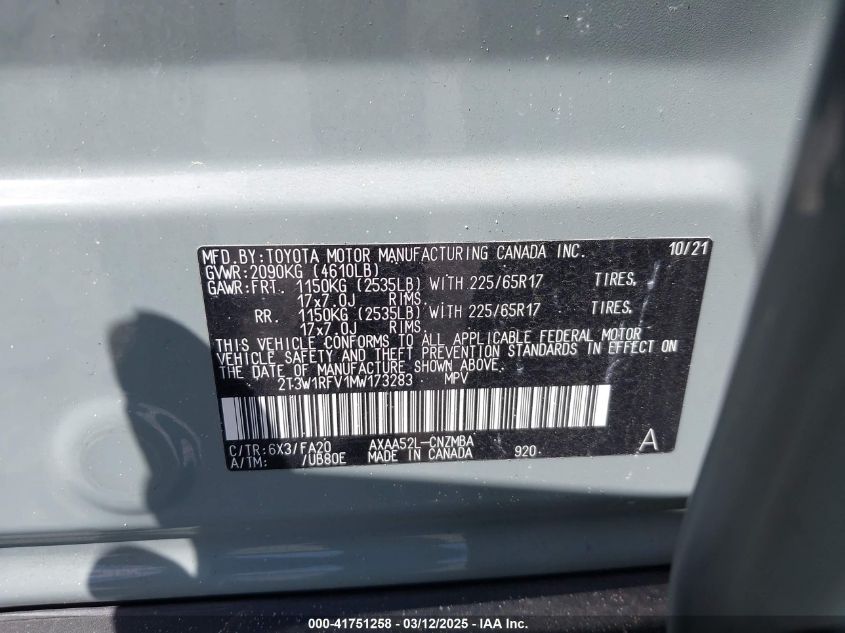 MFD.BY:TOYOTA MOTOR MANUFACTURING CANADA INC. 10/21
GVWR:2090KG (4610LB)
GAWR:FRT. 1150KG (2535LB) WITH 225/65R17 TIRES,
17x7.0J RIMS,
RR. 1150KG (2535LB) WITH 225/65R17 TIRES,
17x7.0J RIMS,
THIS VEHICLE CONFORMS TO ALL APPLICABLE FEDERAL MOTOR
VEHICLE SAFETY AND THEFT PREVENTION STANDARDS IN EFFECT ON
THE DATE OF MANUFACTURE SHOWN ABOVE.
2T3W1RFV1MW173283 MPV
C/TR:6X3/FA20 AXAA52L-CNZMBA
A/TM: /UB80E MADE IN CANADA 920 A
000-41751258 - 03/12/2025 - IAA Inc.